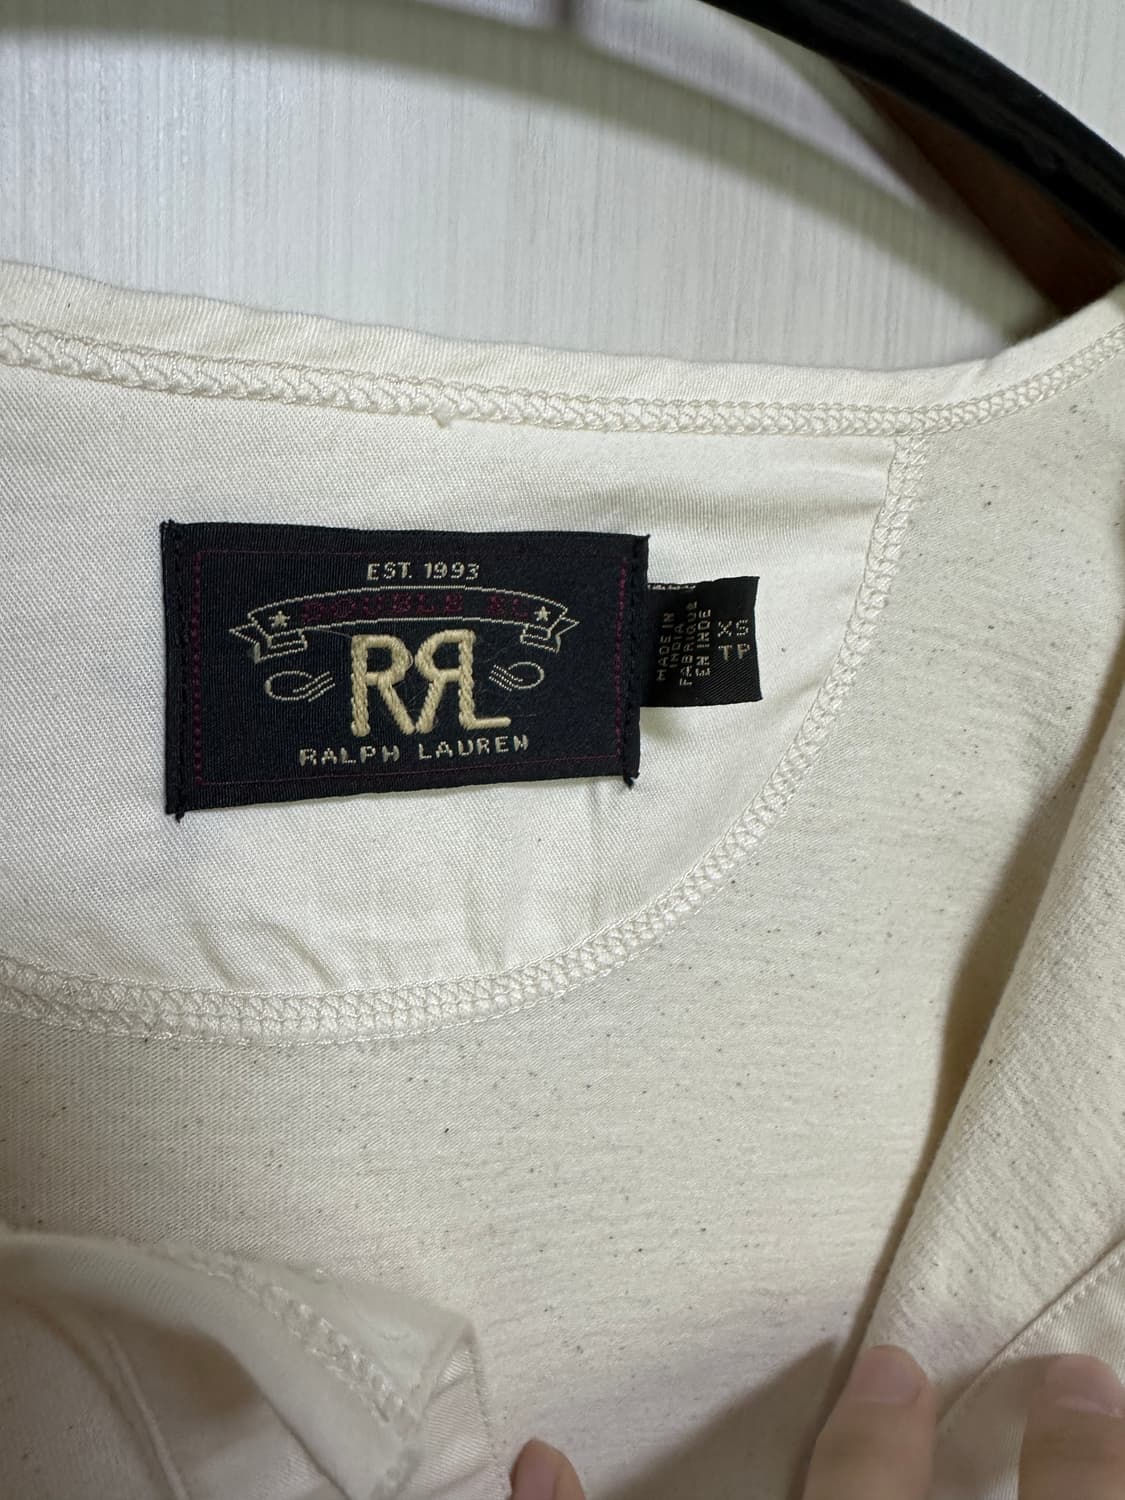 EST. 1993
DOUBLE RL
RRL
RALPH LAUREN
MADE IN
INDIA
FABRIQUÉ
EN INDE
XS
TP